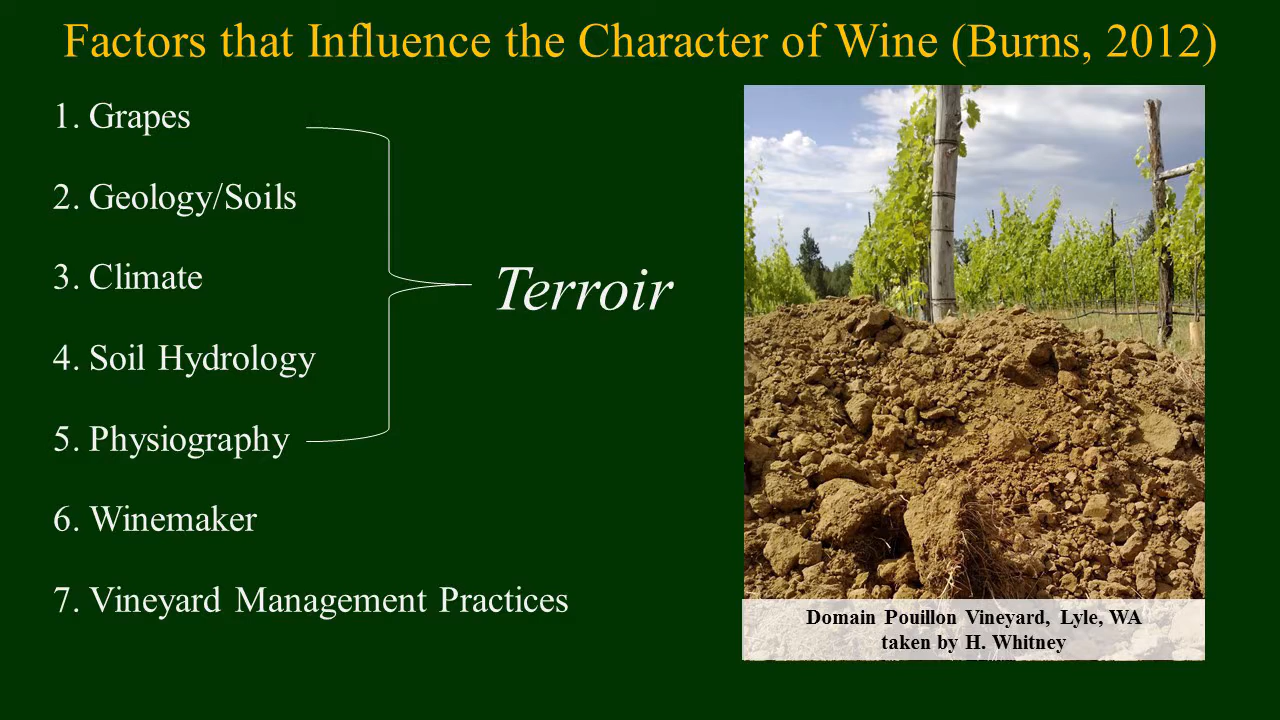 Factors that Influence the Character of Wine (Burns, 2012)
1. Grapes
2. Geology/Soils
3. Climate
4. Soil Hydrology
5. Physiography
Terroir
6. Winemaker
7. Vineyard Management Practices
Domain Pouillon Vineyard, Lyle, WA
taken by H. Whitney